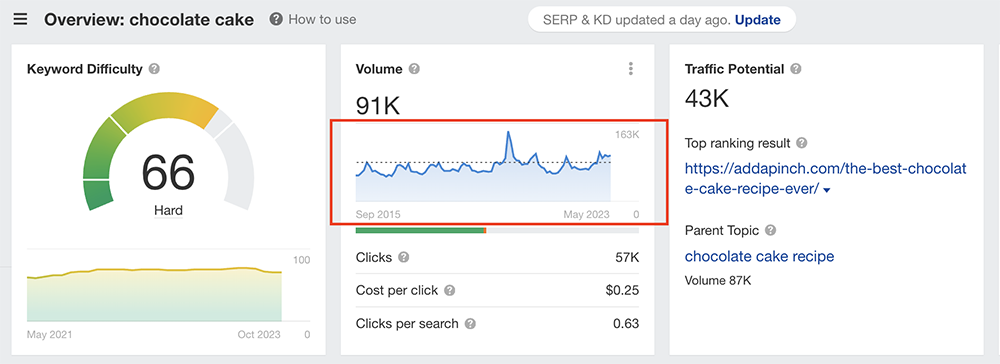 Overview: chocolate cake
How to use
SERP & KD updated a day ago. Update
Keyword Difficulty
66
Hard
100
May 2021
Oct 2023
0
Volume
91K
163K
Sep 2015
May 2023
0
Clicks
57K
Cost per click
$0.25
Clicks per search
0.63
Traffic Potential
43K
Top ranking result
https://addapinch.com/the-best-chocolat
e-cake-recipe-ever/
Parent Topic
chocolate cake recipe
Volume 87K